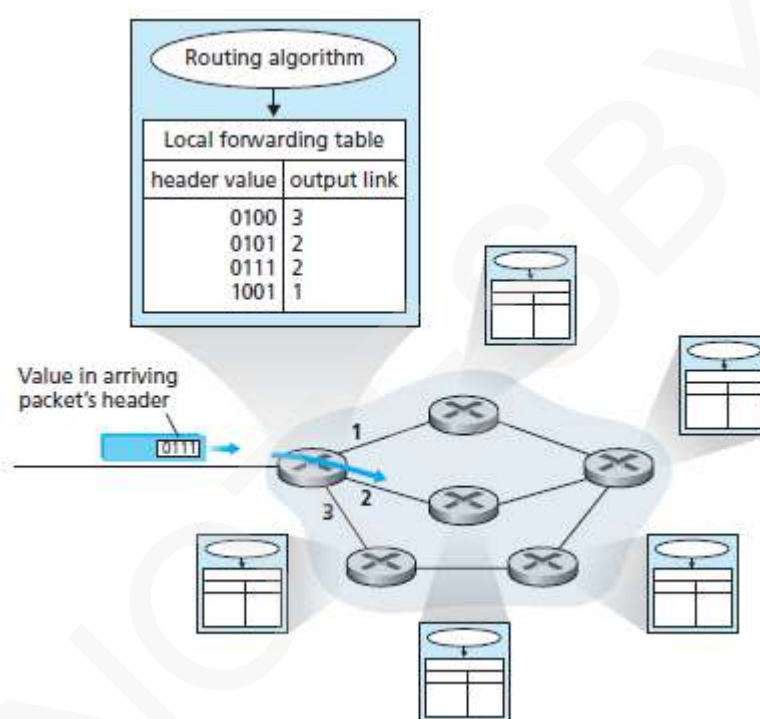 Routing algorithm
Local forwarding table
header value output link
0100 3
0101 2
0111 2
1001 1
Value in arriving
packet's header
0111
1
2
3